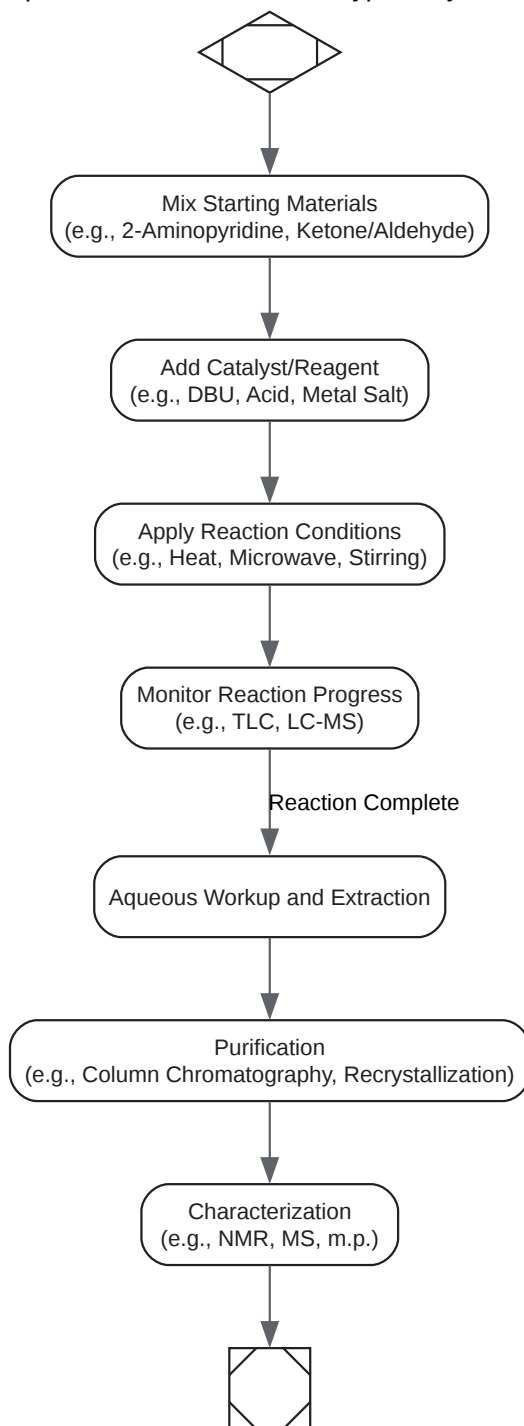 Mix Starting Materials
(e.g., 2-Aminopyridine, Ketone/Aldehyde)
Add Catalyst/Reagent
(e.g., DBU, Acid, Metal Salt)
Apply Reaction Conditions
(e.g., Heat, Microwave, Stirring)
Monitor Reaction Progress
(e.g., TLC, LC-MS)
Reaction Complete
Aqueous Workup and Extraction
Purification
(e.g., Column Chromatography, Recrystallization)
Characterization
(e.g., NMR, MS, m.p.)